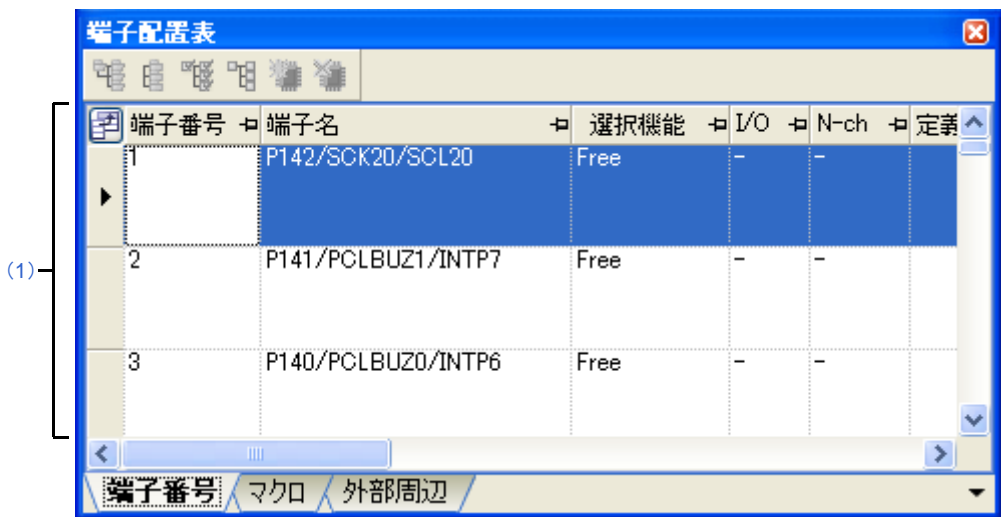 端子配置表
端子番号 端子名 選択機能 I/O N-ch 定義
1 P142/SCK20/SCL20 Free - -
(1)
2 P141/PCLBUZ1/INTP7 Free - -
3 P140/PCLBUZ0/INTP6 Free - -
端子番号 マクロ 外部周辺